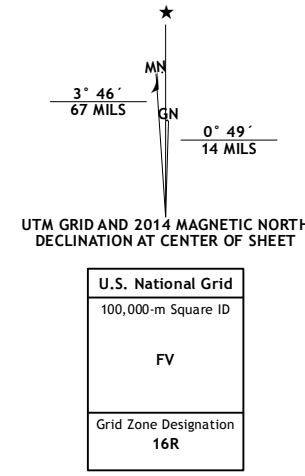 MN
3° 46´
67 MILS
GN
0° 49´
14 MILS
UTM GRID AND 2014 MAGNETIC NORTH
DECLINATION AT CENTER OF SHEET
U.S. National Grid
100,000-m Square ID
FV
Grid Zone Designation
16R